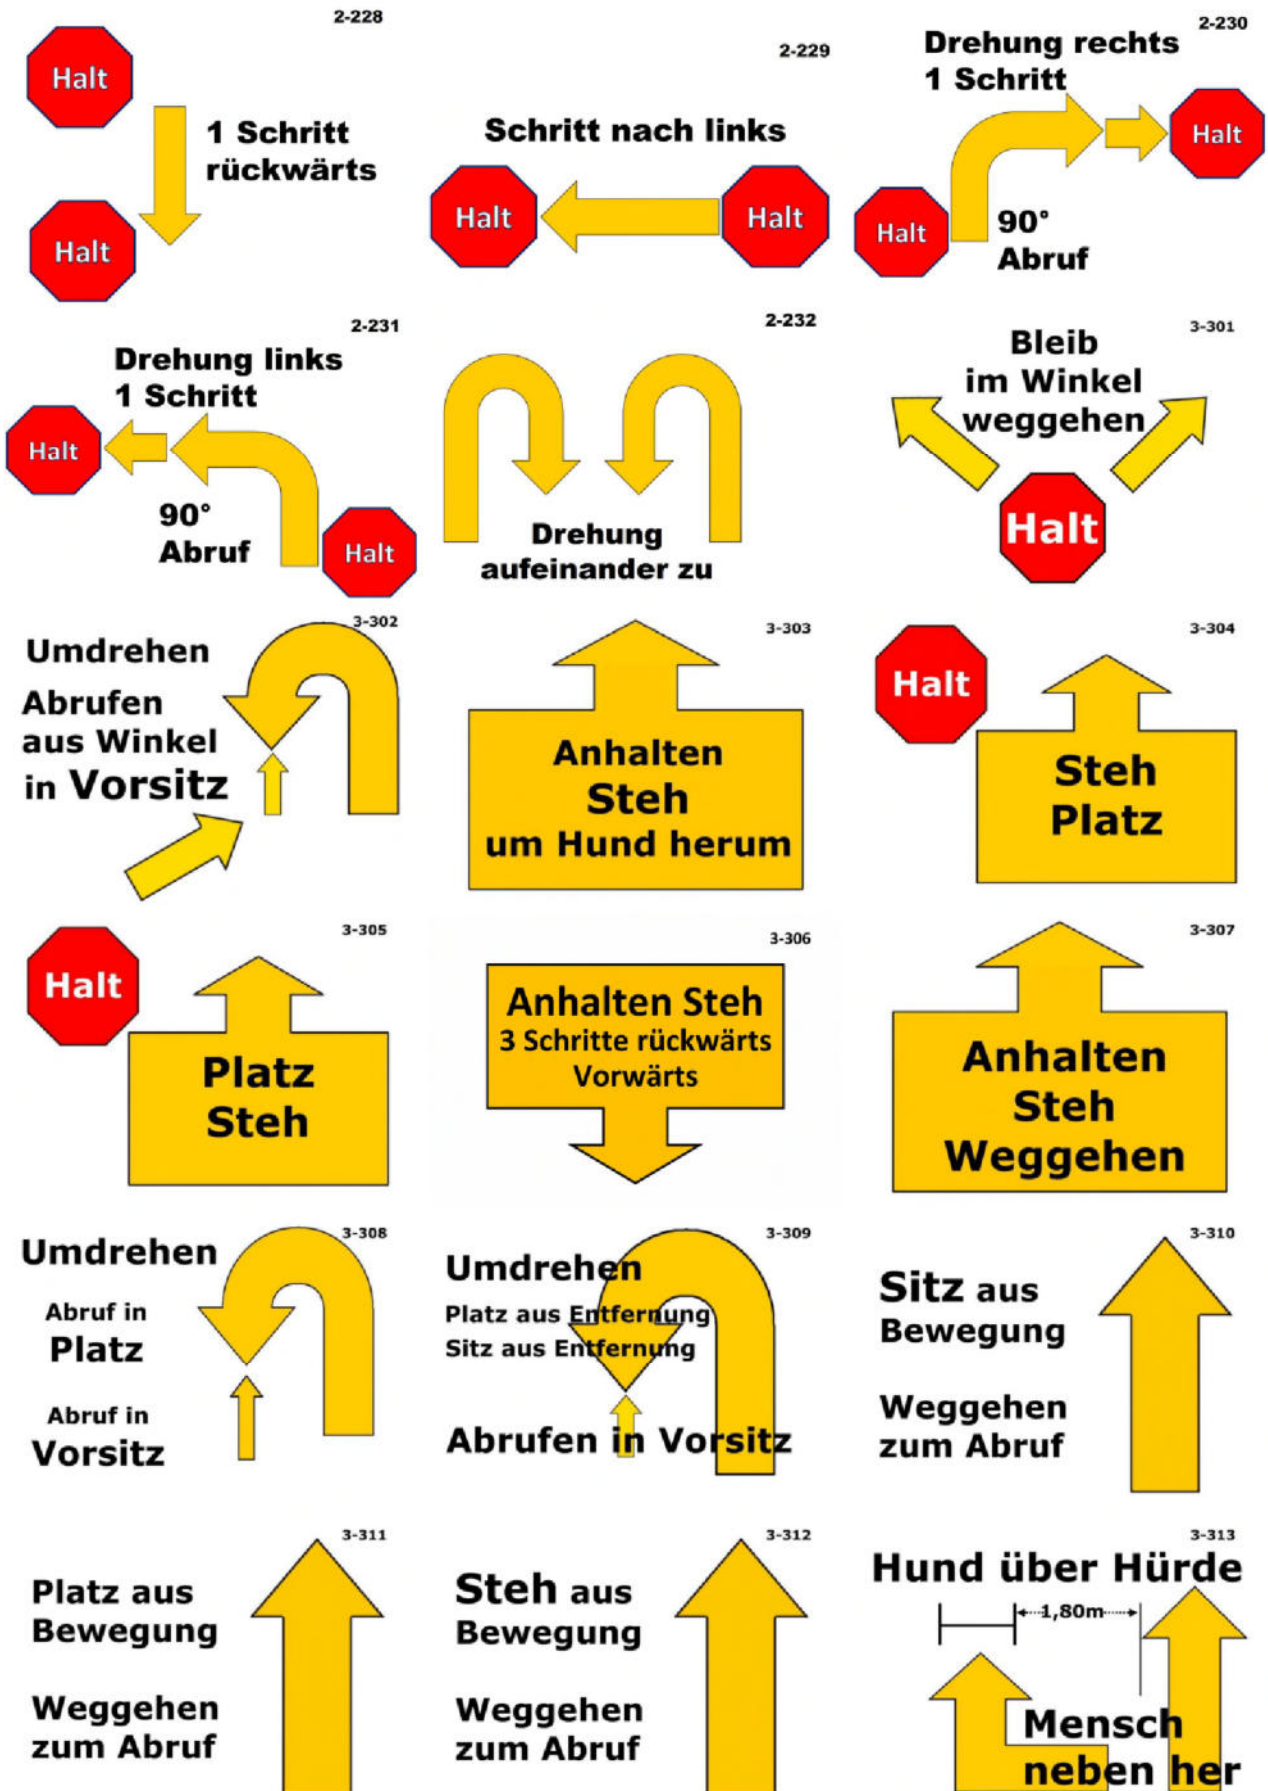 2-228
Halt
1 Schritt
rückwärts
Halt
2-229
Schritt nach links
Halt
Halt
2-230
Drehung rechts
1 Schritt
Halt
Halt
90°
Abruf
2-231
Drehung links
1 Schritt
Halt
90°
Abruf
Halt
2-232
Drehung
aufeinander zu
3-301
Bleib
im Winkel
weggehen
Halt
3-302
Umdrehen
Abrufen
aus Winkel
in Vorsitz
3-303
Anhalten
Steh
um Hund herum
3-304
Halt
Steh
Platz
3-305
Halt
Platz
Steh
3-306
Anhalten Steh
3 Schritte rückwärts
Vorwärts
3-307
Anhalten
Steh
Weggehen
3-308
Umdrehen
Abruf in
Platz
Abruf in
Vorsitz
3-309
Umdrehen
Platz aus Entfernung
Sitz aus Entfernung
Abrufen in Vorsitz
3-310
Sitz aus
Bewegung
Weggehen
zum Abruf
3-311
Platz aus
Bewegung
Weggehen
zum Abruf
3-312
Steh aus
Bewegung
Weggehen
zum Abruf
3-313
Hund über Hürde
1,80m
Mensch
neben her